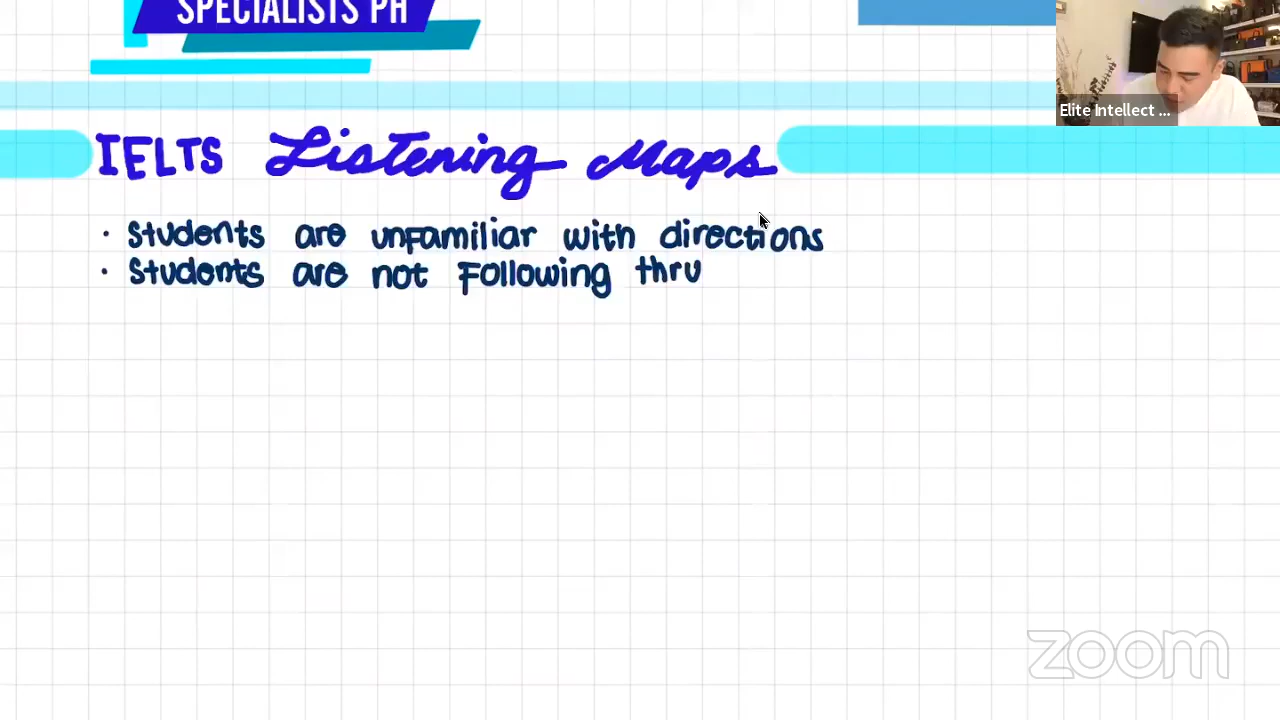 SPECIALISTS PH
Elite Intellect ...
IELTS Listening Maps
· Students are unfamiliar with directions
· Students are not following thru
zoom